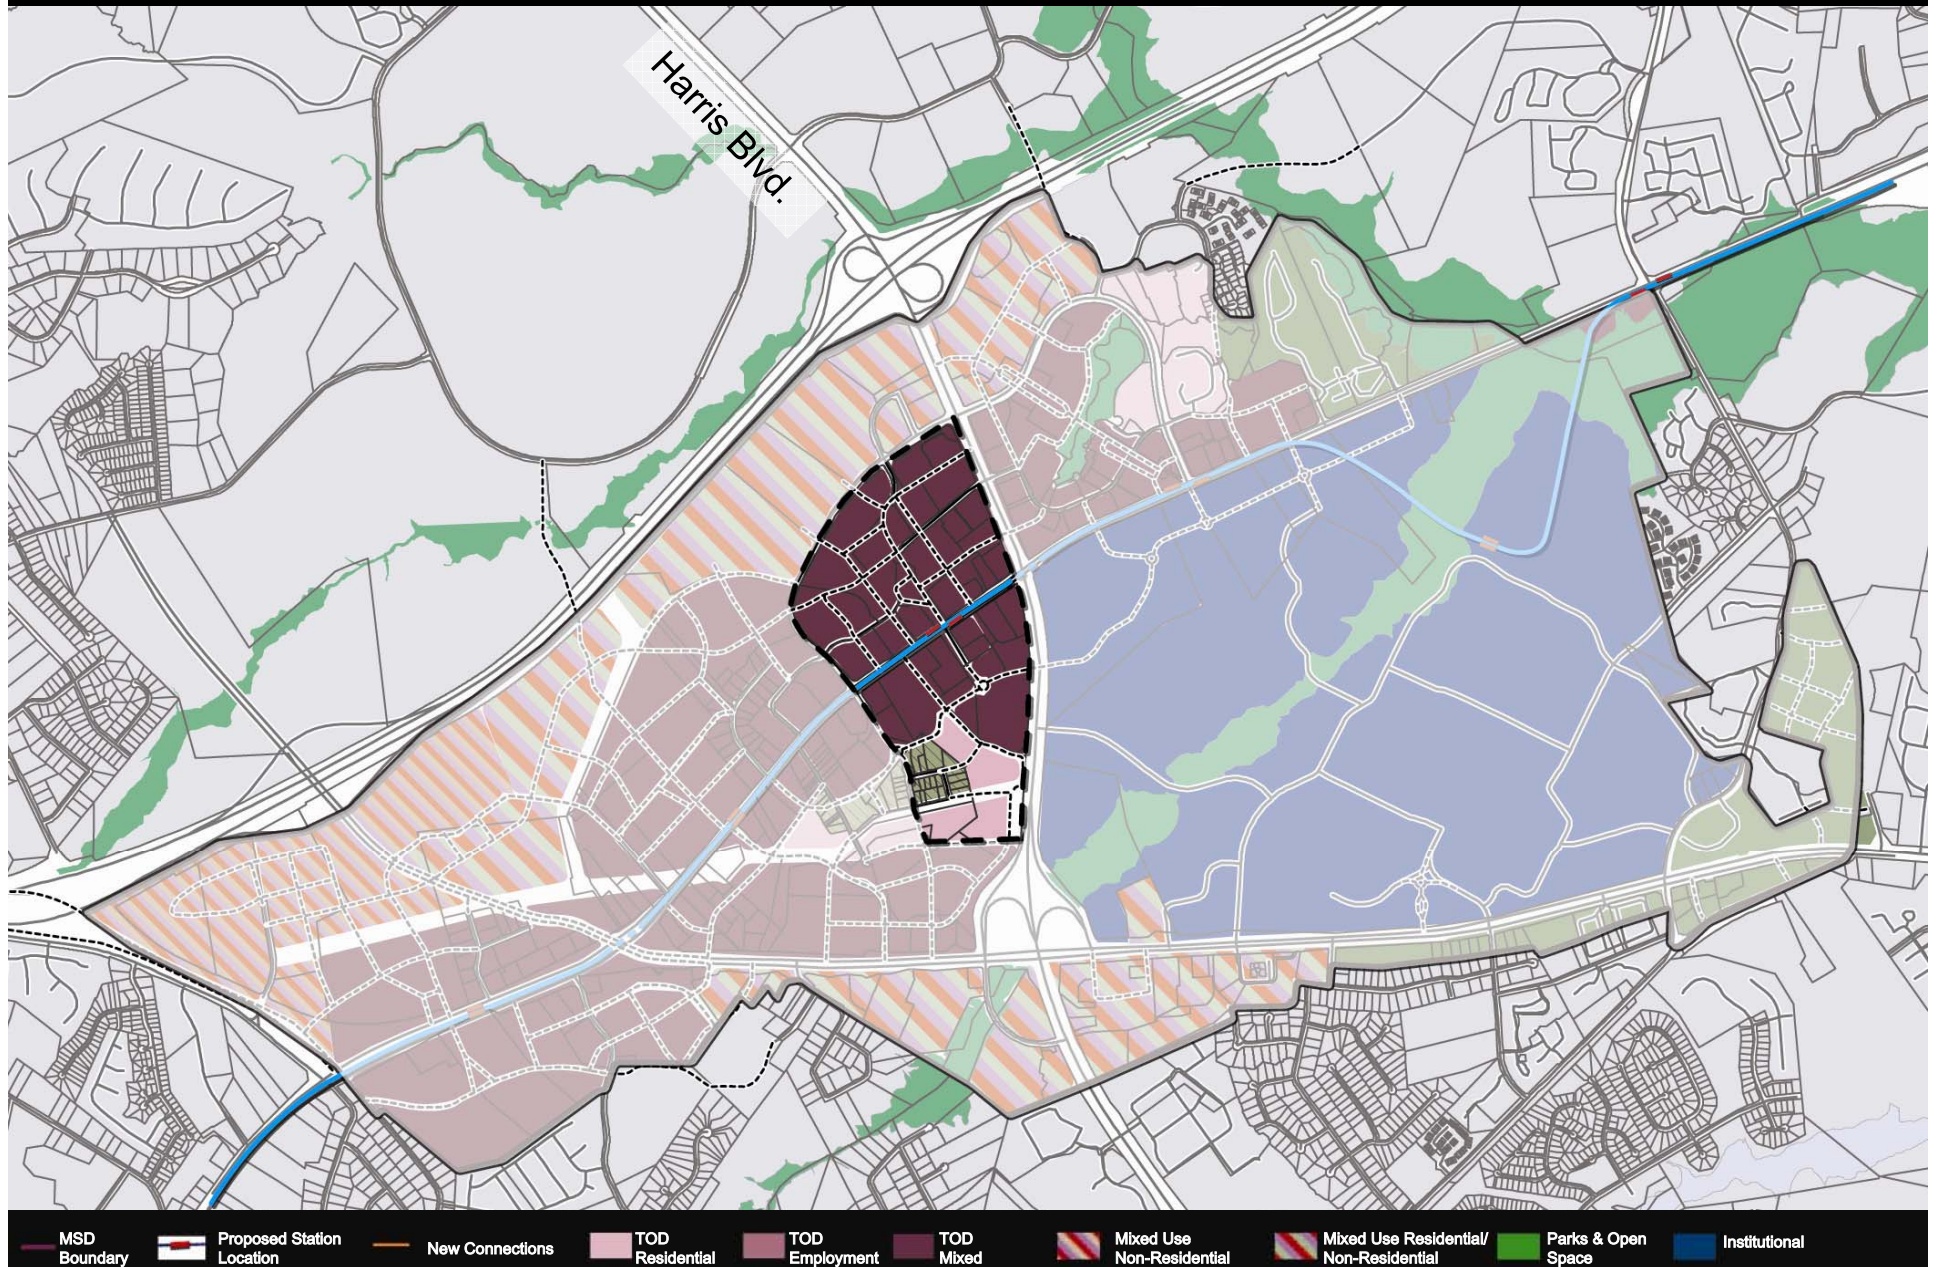 Harris Blvd.
MSD
Boundary
Proposed Station
Location
New Connections
TOD
Residential
TOD
Employment
TOD
Mixed
Mixed Use
Non-Residential
Mixed Use Residential/
Non-Residential
Parks & Open
Space
Institutional